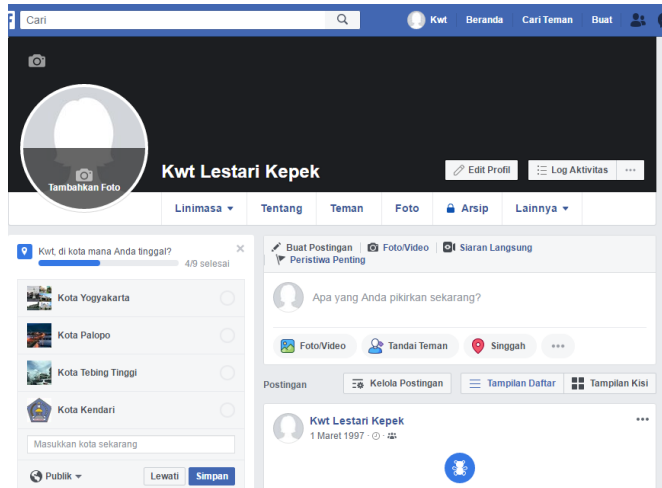 Cari
Kwt Beranda Cari Teman Buat
Kwt Lestari Kepek
Edit Profil Log Aktivitas
Tambahkan Foto
Linimasa Tentang Teman Foto Arsip Lainnya
Kwt, di kota mana Anda tinggal?
4/9 selesai
Kota Yogyakarta
Kota Palopo
Kota Tebing Tinggi
Kota Kendari
Masukkan kota sekarang
Publik Lewati Simpan
Buat Postingan Foto/Video Siaran Langsung
Peristiwa Penting
Apa yang Anda pikirkan sekarang?
Foto/Video Tandai Teman Singgah
Postingan Kelola Postingan Tampilan Daftar Tampilan Kisi
Kwt Lestari Kepek
1 Maret 1997